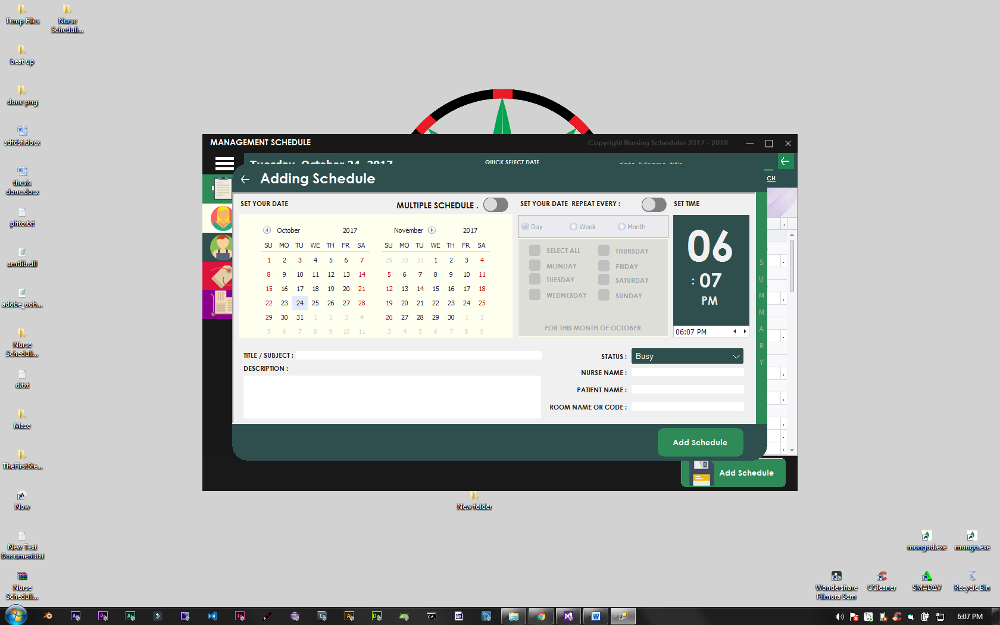 Temp Files
Nurse
Scheduli...
beat up
done png
sdfdsf.docx
thesis
done.docx
phto.txt
amtlib.dll
adobe_oob...
Nurse
Scheduli...
d.txt
Maze
TheFirstSte...
Now
New Text
Document.txt
Nurse
Scheduli...
MANAGEMENT SCHEDULE
Copyright Nursing Scheduler 2017 - 2018
Tuesday, October 24, 2017
QUICK SELECT DATE
date, fullname, title
CH
Adding Schedule
SET YOUR DATE
MULTIPLE SCHEDULE .
SET YOUR DATE REPEAT EVERY :
SET TIME
October 2017
SU MO TU WE TH FR SA
1 2 3 4 5 6 7
8 9 10 11 12 13 14
15 16 17 18 19 20 21
22 23 24 25 26 27 28
29 30 31 1 2 3 4
5 6 7 8 9 10 11
November 2017
SU MO TU WE TH FR SA
29 30 31 1 2 3 4
5 6 7 8 9 10 11
12 13 14 15 16 17 18
19 20 21 22 23 24 25
26 27 28 29 30 1 2
3 4 5 6 7 8 9
Day Week Month
SELECT ALL
MONDAY
TUESDAY
WEDNESDAY
THURSDAY
FRIDAY
SATURDAY
SUNDAY
FOR THIS MONTH OF OCTOBER
06
: 07
PM
06:07 PM
SUMMARY
TITLE / SUBJECT :
DESCRIPTION :
STATUS : Busy
NURSE NAME :
PATIENT NAME :
ROOM NAME OR CODE :
Add Schedule
Add Schedule
New folder
mongod.exe
mongo.exe
Wondershare
Filmora Scrn
CCleaner
SMADAV
Recycle Bin
6:07 PM